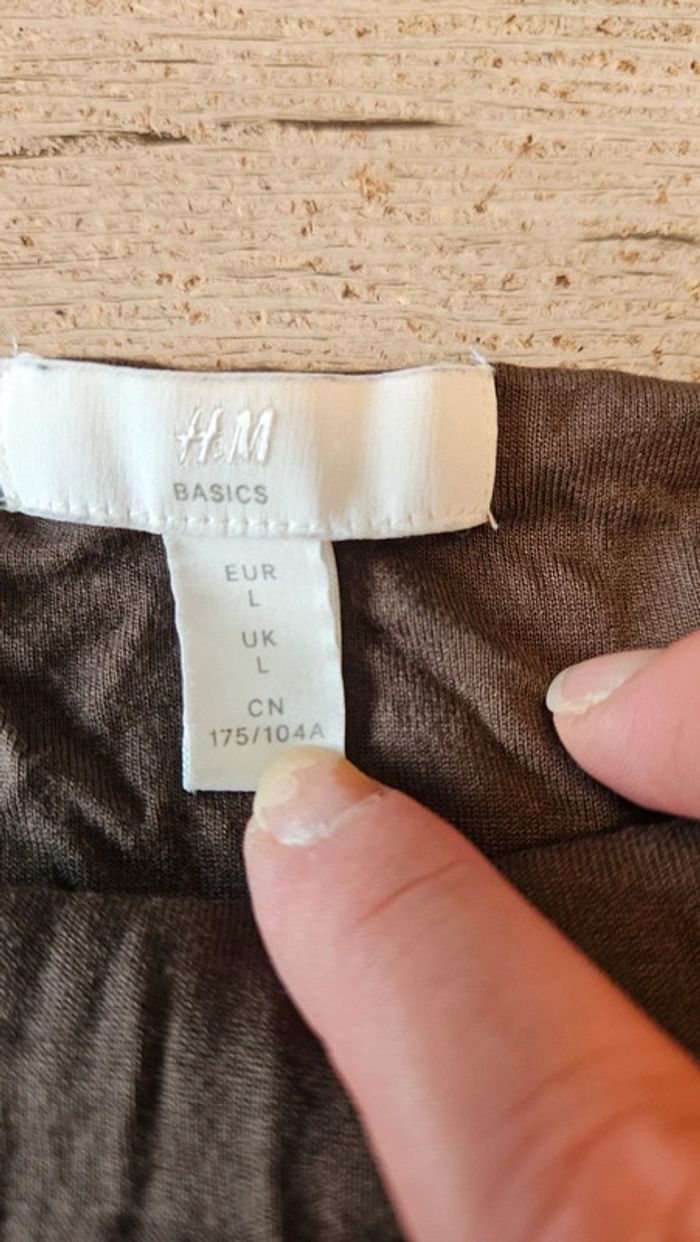 H&M
BASICS
EUR
L
UK
L
CN
175/104A